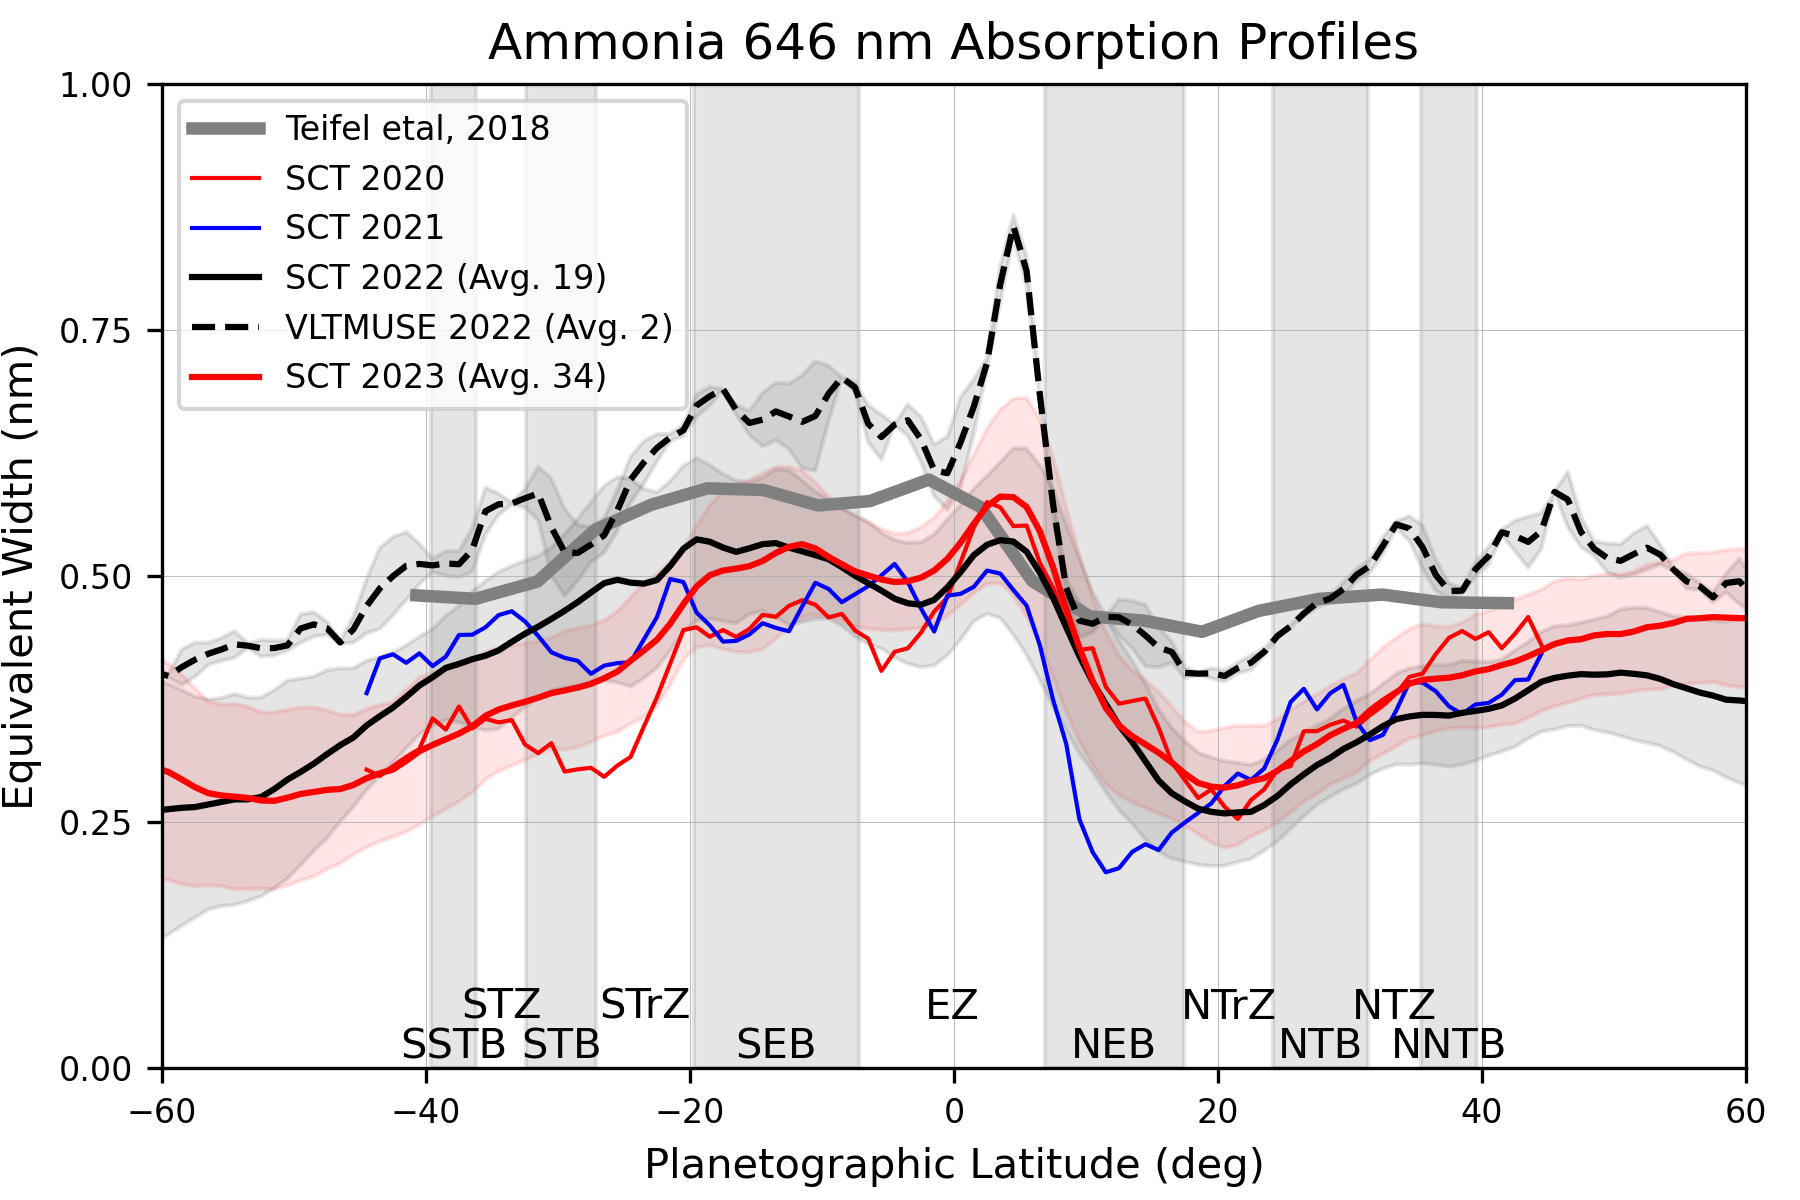 Ammonia 646 nm Absorption Profiles
Equivalent Width (nm)
1.00
0.75
0.50
0.25
0.00
Teifel etal, 2018
SCT 2020
SCT 2021
SCT 2022 (Avg. 19)
VLTMUSE 2022 (Avg. 2)
SCT 2023 (Avg. 34)
STZ STrZ EZ NTrZ NTZ
SSTB STB SEB NEB NTB NNTB
−60 −40 −20 0 20 40 60
Planetographic Latitude (deg)